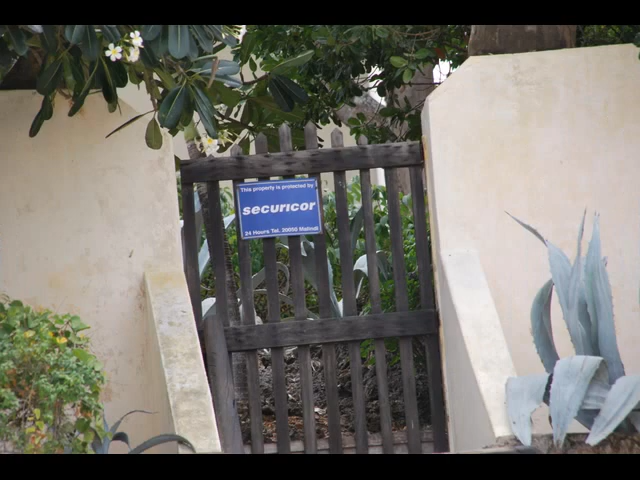 This property is protected by
securicor
24 Hours Tel. 20050 Malindi